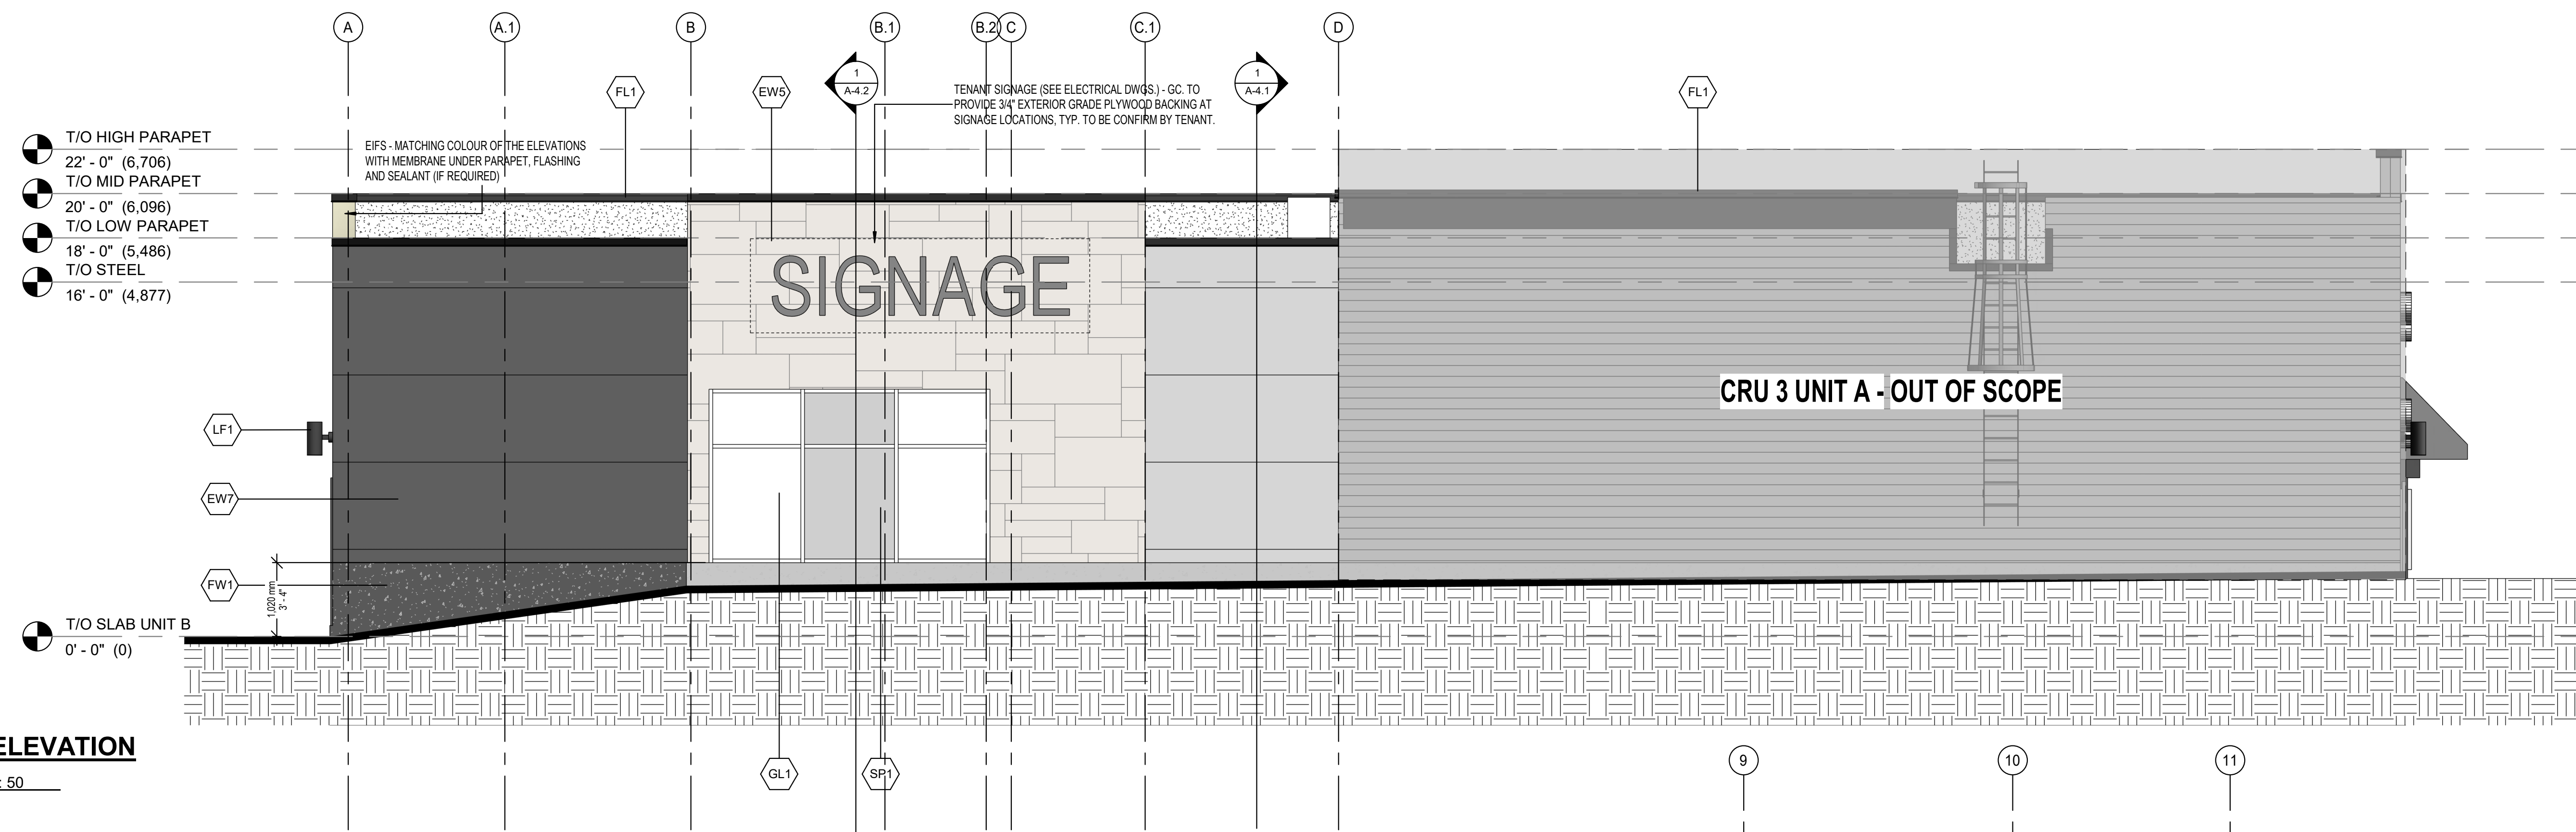 A
A.1
B
B.1
B.2
C
C.1
D
FL1
EW5
1
A-4.2
TENANT SIGNAGE (SEE ELECTRICAL DWGS.) - GC. TO
PROVIDE 3/4" EXTERIOR GRADE PLYWOOD BACKING AT
SIGNAGE LOCATIONS, TYP. TO BE CONFIRM BY TENANT.
1
A-4.1
FL1
T/O HIGH PARAPET
22' - 0" (6,706)
T/O MID PARAPET
20' - 0" (6,096)
T/O LOW PARAPET
18' - 0" (5,486)
T/O STEEL
16' - 0" (4,877)
EIFS - MATCHING COLOUR OF THE ELEVATIONS
WITH MEMBRANE UNDER PARAPET, FLASHING
AND SEALANT (IF REQUIRED)
SIGNAGE
CRU 3 UNIT A - OUT OF SCOPE
LF1
EW7
FW1
1,020 mm
3' - 4"
T/O SLAB UNIT B
0' - 0" (0)
ELEVATION
: 50
GL1
SP1
9
10
11